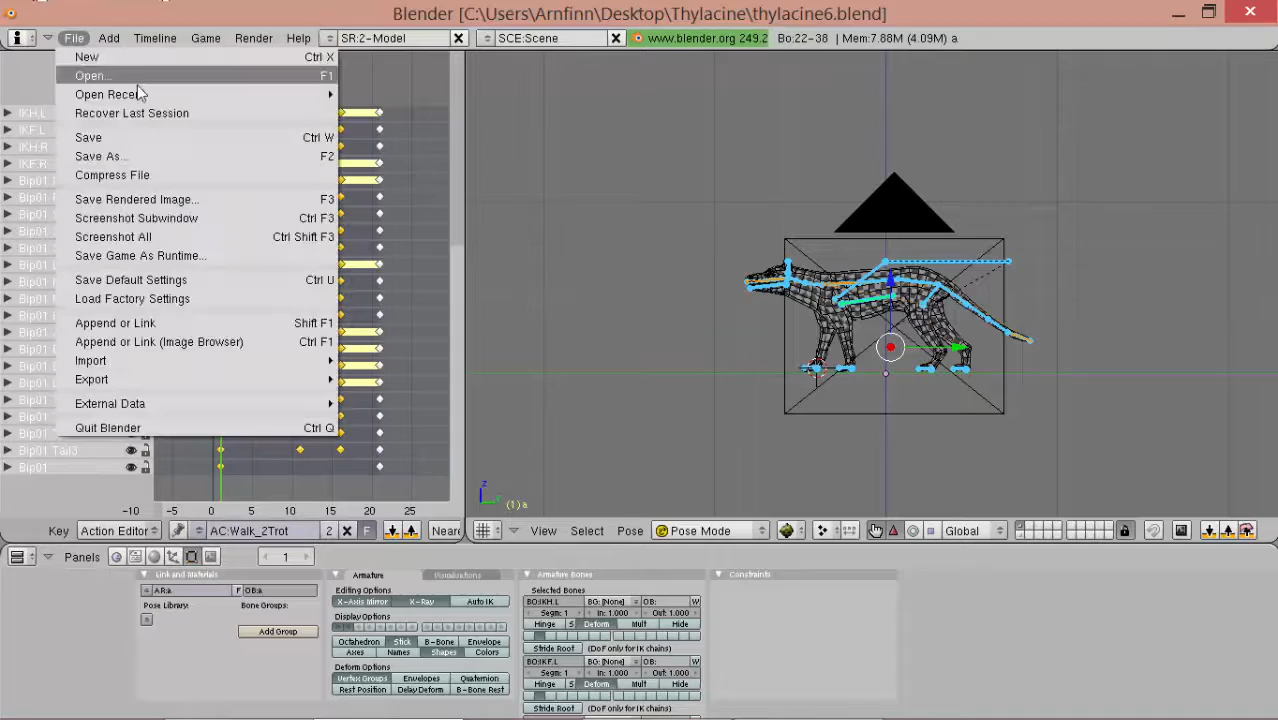 Blender [C:\Users\Arnfinn\Desktop\Thylacine\thylacine6.blend]
File Add Timeline Game Render Help SR:2-Model SCE:Scene www.blender.org 249.2 Bo:22-38 | Mem:7.88M (4.09M) a
New Ctrl X
Open... F1
Open Recent
Recover Last Session
Save Ctrl W
Save As... F2
Compress File
Save Rendered Image... F3
Screenshot Subwindow Ctrl F3
Screenshot All Ctrl Shift F3
Save Game As Runtime...
Save Default Settings Ctrl U
Load Factory Settings
Append or Link Shift F1
Append or Link (Image Browser) Ctrl F1
Import
Export
External Data
Quit Blender Ctrl Q
IKH.L
IKF.L
IKH.R
IKF.R
Bip01 Tail3
Bip01
-10 -5 0 5 10 15 20 25
z
y
(1) a
Key Action Editor AC:Walk_2Trot 2 F Neare
View Select Pose Pose Mode Global
Panels 1
Link and Materials
AR:a F OB:a
Pose Library: Bone Groups:
Add Group
Armature Visualisations
Editing Options
X-Axis Mirror X-Ray Auto IK
Display Options
Octahedron Stick B-Bone Envelope
Axes Names Shapes Colors
Deform Options
Vertex Groups Envelopes Quaternion
Rest Position Delay Deform B-Bone Rest
Armature Bones
Selected Bones
BO:IKH.L BG: [None] OB: W
Segm: 1 In: 1.000 Out: 1.000
Hinge S Deform Mult Hide
Stride Root (DoF only for IK chains)
BO:IKF.L BG: [None] OB: W
Segm: 1 In: 1.000 Out: 1.000
Hinge S Deform Mult Hide
Stride Root (DoF only for IK chains)
Constraints